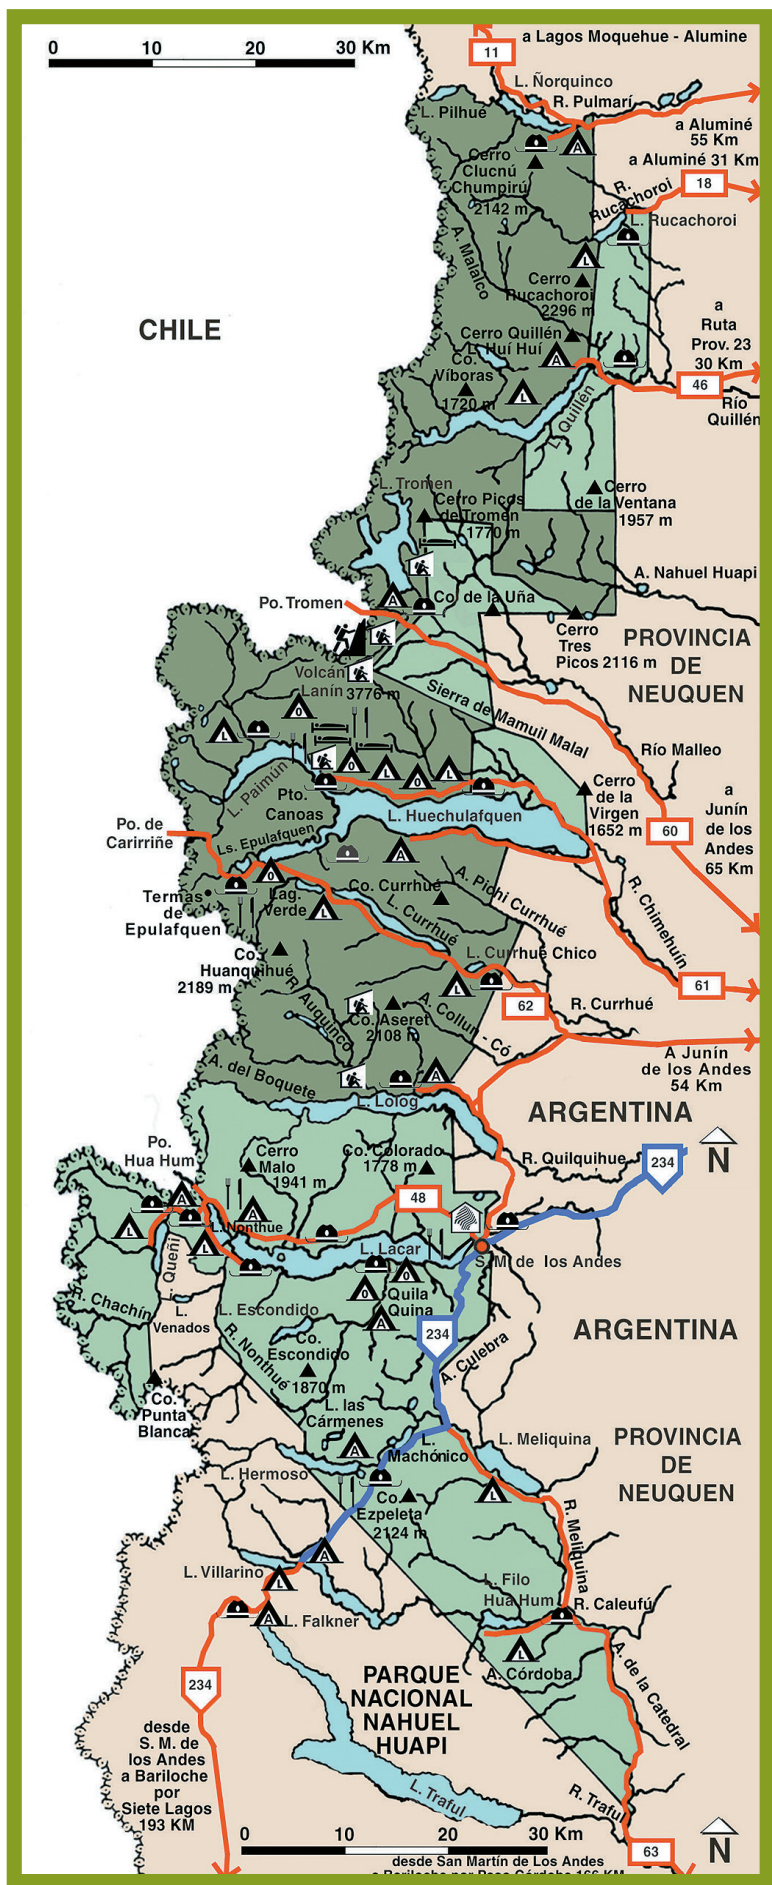 0 10 20 30 Km
11
a Lagos Moquehue - Alumine
L. Ñorquinco
R. Pulmarí
L. Pilhué
a Aluminé
55 Km
a Aluminé 31 Km
Cerro
Clucnú
Chumpirú
2142 m
R.
Rucachoroi
18
L. Rucachoroi
A. Malalco
Cerro
Rucachoroi
2296 m
CHILE
a
Ruta
Prov. 23
30 Km
Cerro Quillén
L. Huí Huí
Co.
Víboras
1720 m
46
Río
Quillén
L. Quillén
L. Tromen
Cerro
de la Ventana
1957 m
Cerro Picos
de Tromen
1770 m
A. Nahuel Huapi
Po. Tromen
Co. de la Uña
Cerro
Tres
Picos 2116 m
PROVINCIA
DE
NEUQUEN
Volcán
Lanín 3776 m
Sierra de Mamuil Malal
Río Malleo
L. Paimún
Pto.
Canoas
Cerro
de la
Virgen
1652 m
a
Junín
de los
Andes
65 Km
60
L. Huechulafquen
Po. de
Carirriñe
Ls. Epulafquen
Termas
de
Epulafquen
Lag.
Verde
Co. Currhué
A. Pichi Currhué
L. Currhué
R. Chimehuín
Co.
Huanquihué
2189 m
L. Currhué Chico
61
R. Auquinco
62
R. Currhué
Co. Aseret
2108 m
A. Collun - Có
A Junín
de los Andes
54 Km
A. del Boquete
L. Lolog
ARGENTINA
Po.
Hua Hum
Cerro
Malo
1941 m
Co. Colorado
1778 m
R. Quilquihue
234
N
48
L. Nonthue
L. Lacar
S. M. de los Andes
L. Queñi
R. Chachín
L.
Venados
L. Escondido
Quila
Quina
R. Nonthué
Co.
Escondido
1870 m
234
A. Culebra
ARGENTINA
Co.
Punta
Blanca
L. las
Cármenes
L.
Machónico
L. Meliquina
PROVINCIA
DE
NEUQUEN
L. Hermoso
Co.
Ezpeleta
2124 m
R. Meliquina
L. Villarino
L. Filo
Hua Hum
R. Caleufú
L. Falkner
A. Córdoba
A. de la Catedral
234
PARQUE
NACIONAL
NAHUEL
HUAPI
desde
S. M. de
los Andes
a Bariloche
por
Siete Lagos
193 KM
L. Traful
R. Traful
0 10 20 30 Km
63
N
desde San Martín de Los Andes
a Bariloche por Paso Córdoba 166 KM